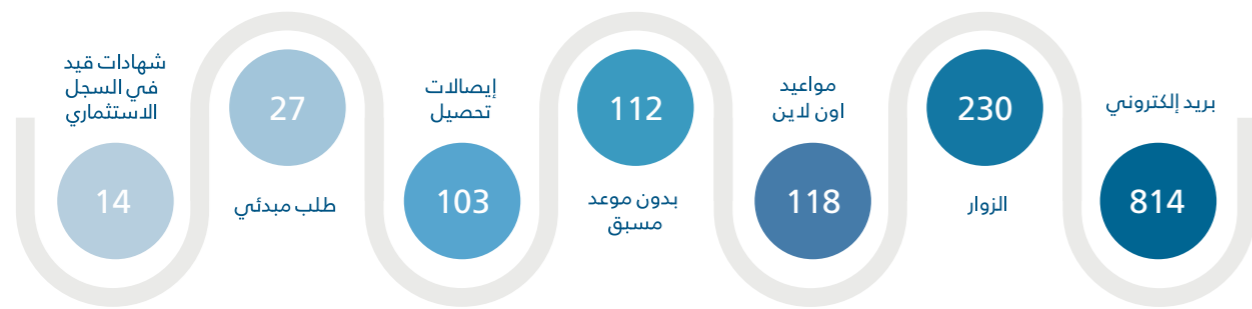 بريد إلكتروني
814
230
الزوار
مواعيد
اون لاين
118
112
بدون موعد
مسبق
إيصالات
تحصيل
103
27
طلب مبدئي
شهادات قيد
في السجل
الاستثماري
14